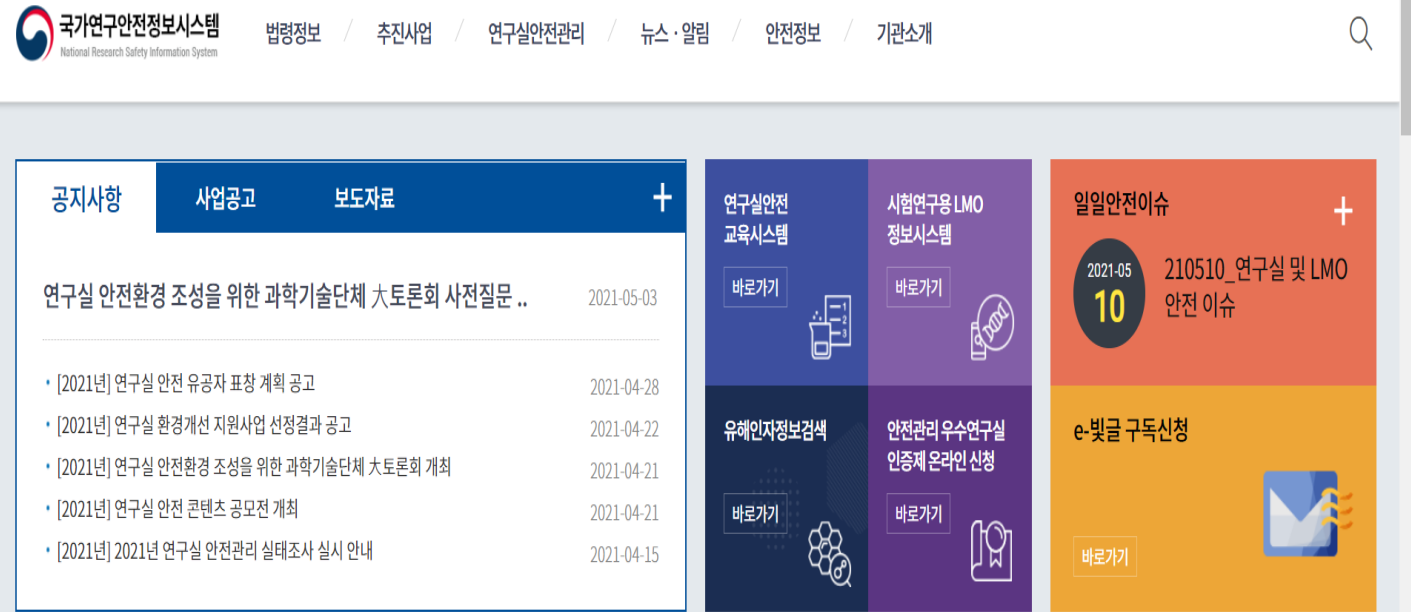 국가연구안전정보시스템
National Research Safety Information System
법령정보 / 추진사업 / 연구실안전관리 / 뉴스·알림 / 안전정보 / 기관소개
공지사항 사업공고 보도자료 +
연구실 안전환경 조성을 위한 과학기술단체 大토론회 사전질문 .. 2021-05-03
• [2021년] 연구실 안전 유공자 표창 계획 공고 2021-04-28
• [2021년] 연구실 환경개선 지원사업 선정결과 공고 2021-04-22
• [2021년] 연구실 안전환경 조성을 위한 과학기술단체 大토론회 개최 2021-04-21
• [2021년] 연구실 안전 콘텐츠 공모전 개최 2021-04-21
• [2021년] 2021년 연구실 안전관리 실태조사 실시 안내 2021-04-15
연구실안전
교육시스템
바로가기
1
2
3
시험연구용 LMO
정보시스템
바로가기
유해인자정보검색
바로가기
안전관리 우수연구실
인증제 온라인 신청
바로가기
일일안전이슈 +
2021-05
10
210510_연구실 및 LMO
안전 이슈
e-빛글 구독신청
바로가기